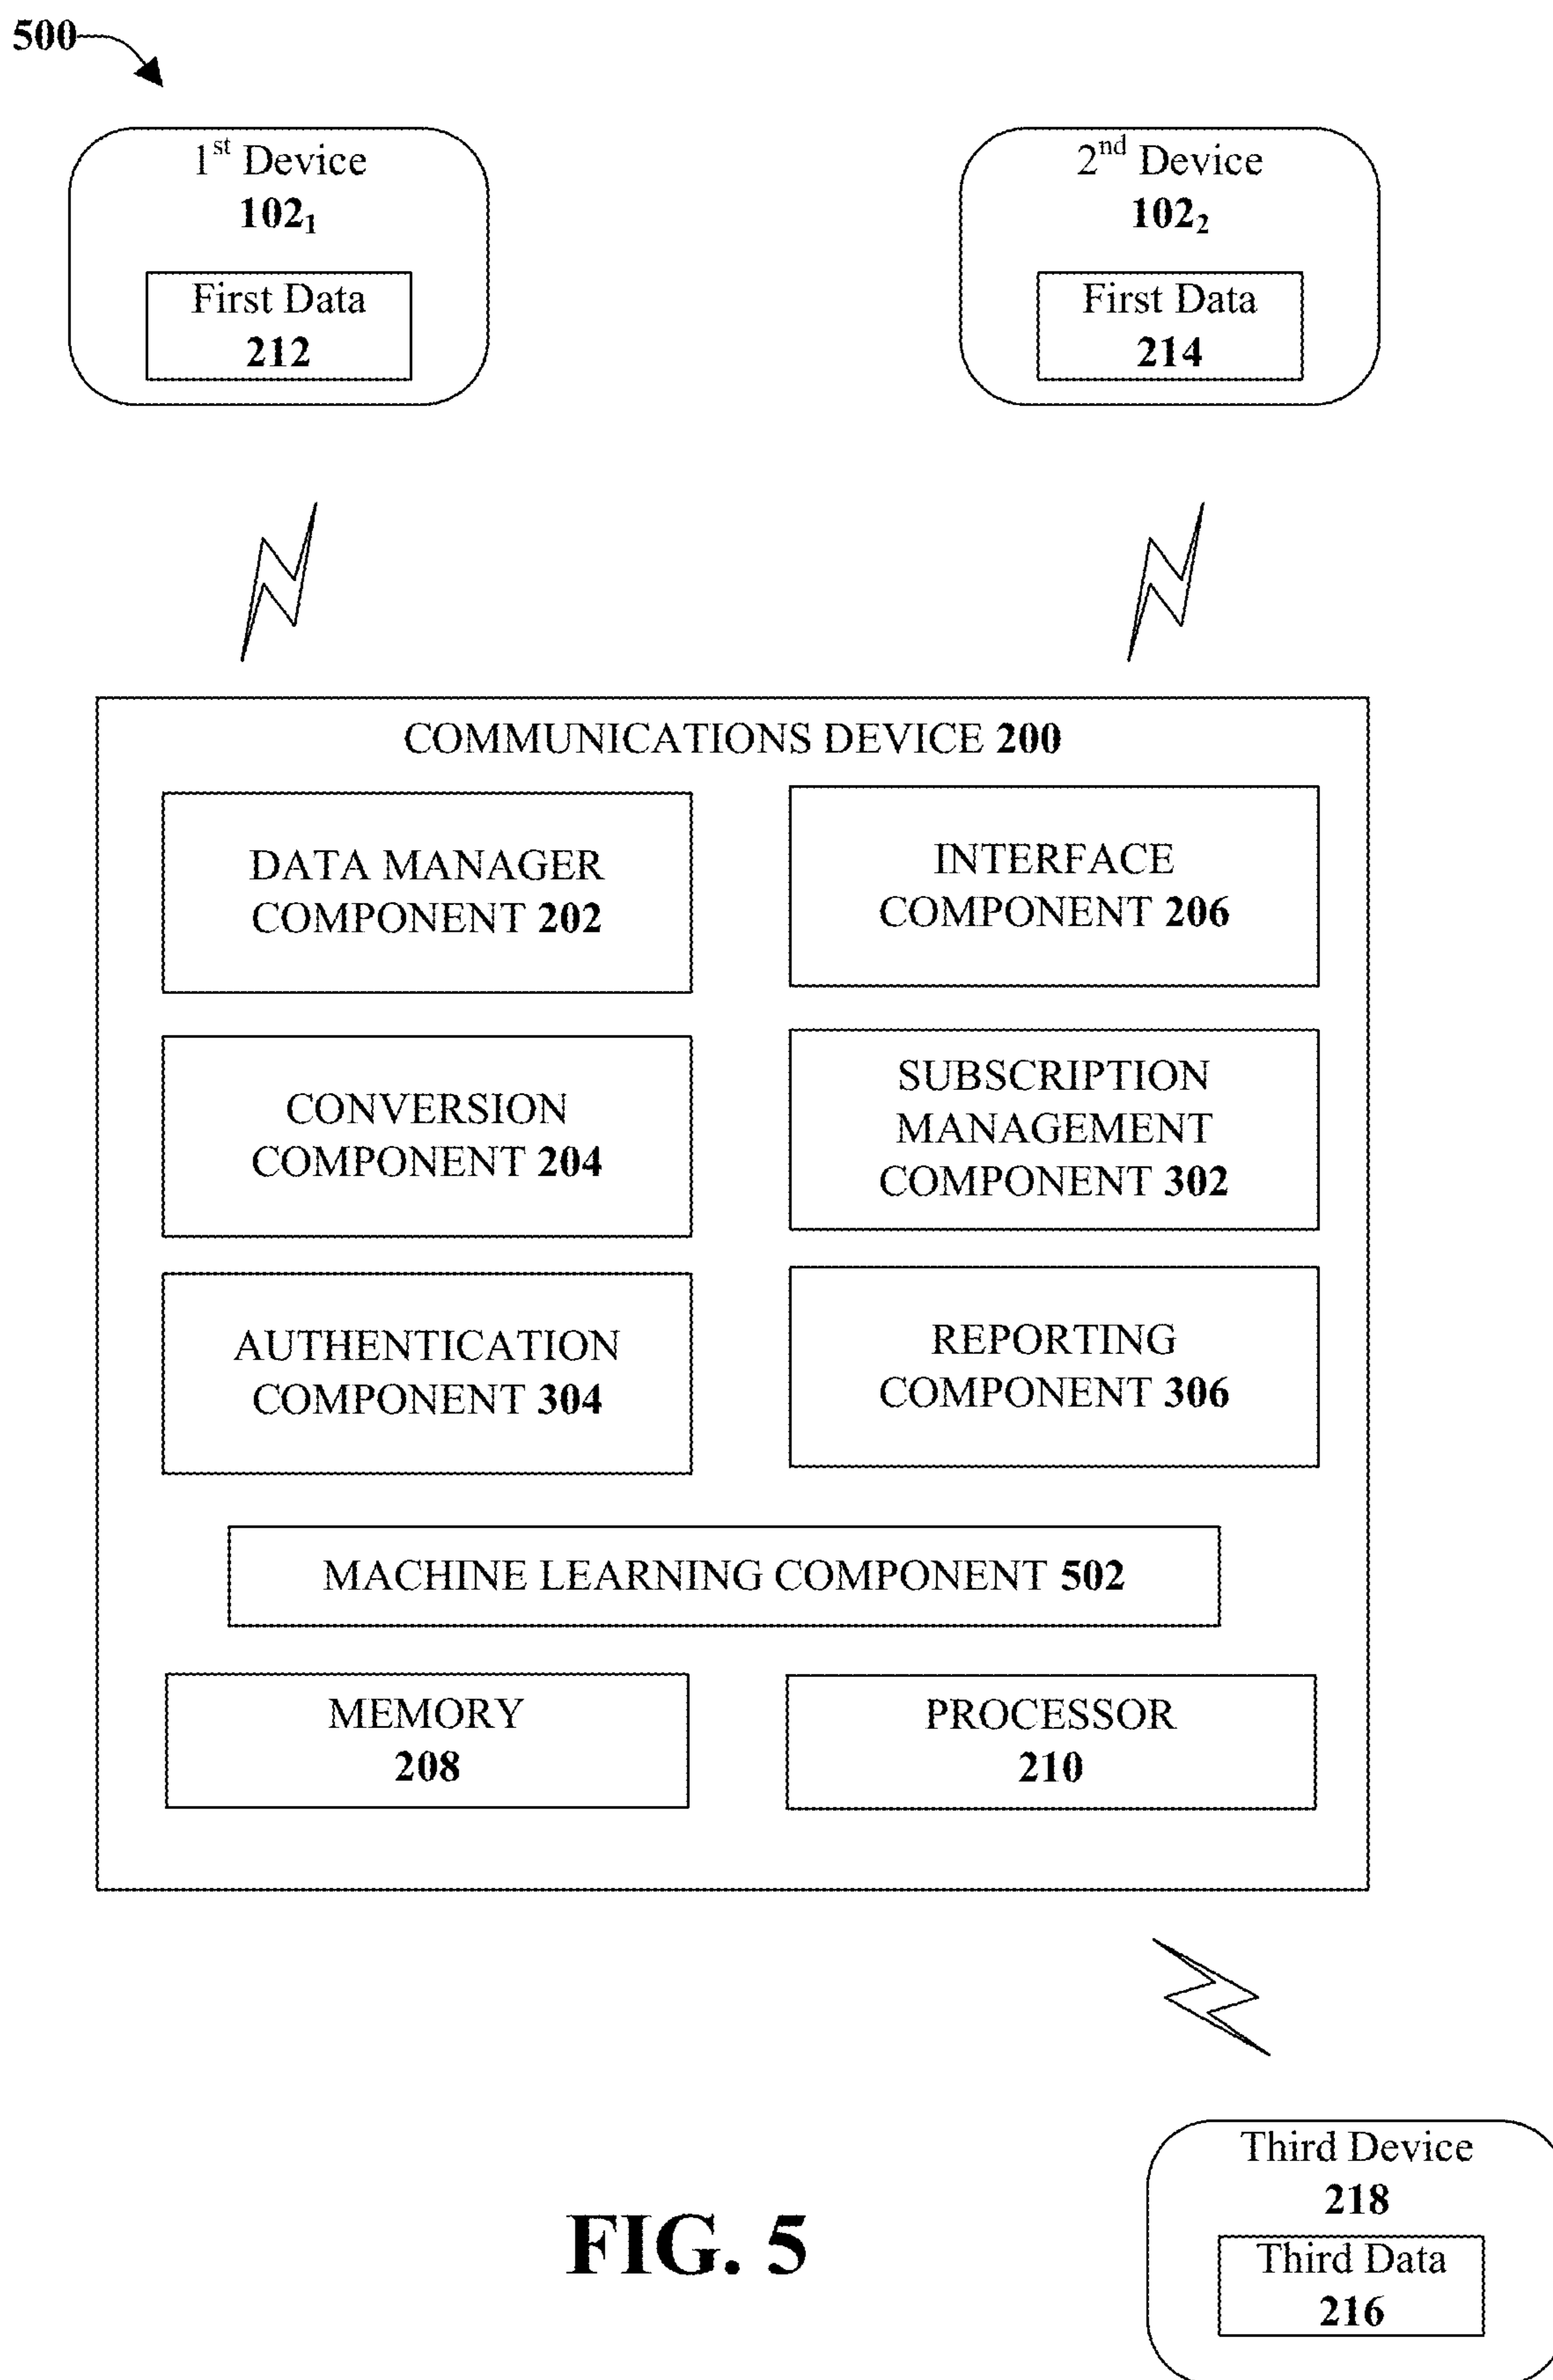 500
1st Device
102₁
First Data
212
2nd Device
102₂
First Data
214
COMMUNICATIONS DEVICE 200
DATA MANAGER
COMPONENT 202
INTERFACE
COMPONENT 206
CONVERSION
COMPONENT 204
SUBSCRIPTION
MANAGEMENT
COMPONENT 302
AUTHENTICATION
COMPONENT 304
REPORTING
COMPONENT 306
MACHINE LEARNING COMPONENT 502
MEMORY
208
PROCESSOR
210
Third Device
218
Third Data
216
FIG. 5